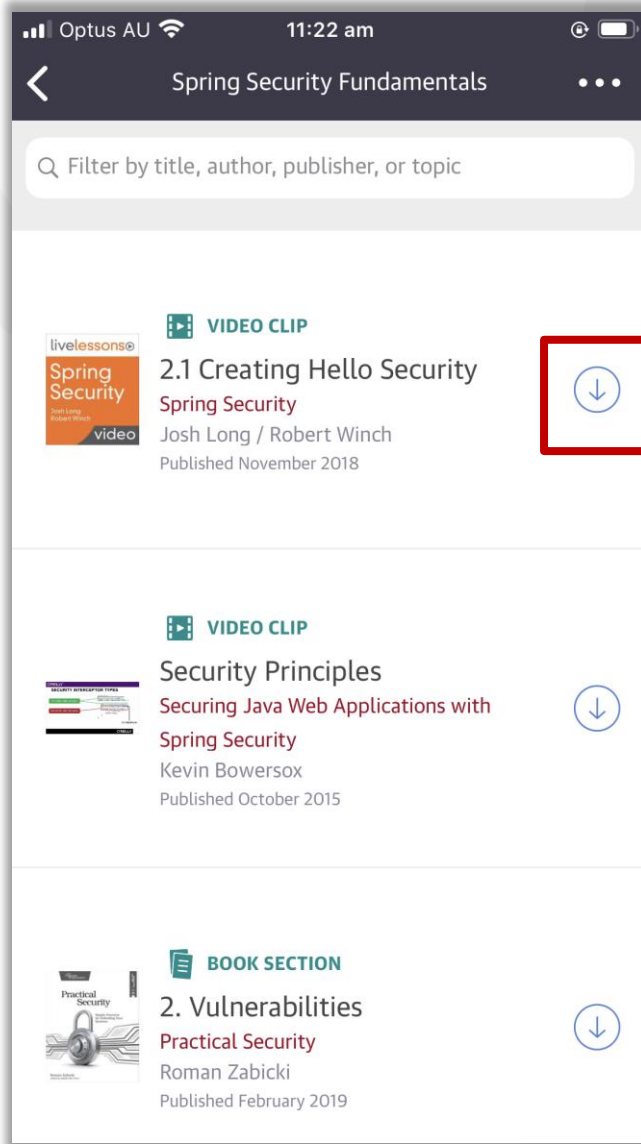 Optus AU
11:22 am
Spring Security Fundamentals
Filter by title, author, publisher, or topic
VIDEO CLIP
livelessons
Spring
Security
Josh Long
Robert Winch
video
2.1 Creating Hello Security
Spring Security
Josh Long / Robert Winch
Published November 2018
VIDEO CLIP
SECURITY INTERCEPTOR TYPES
Security Principles
Securing Java Web Applications with
Spring Security
Kevin Bowersox
Published October 2015
BOOK SECTION
Practical
Security
2. Vulnerabilities
Practical Security
Roman Zabicki
Published February 2019